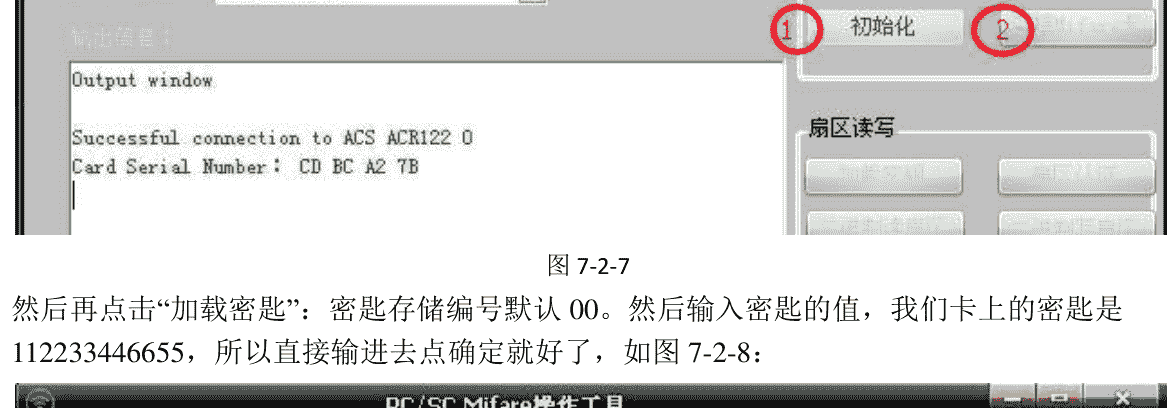 输出信息：
1 初始化 2
Output window
Successful connection to ACS ACR122 0
Card Serial Number： CD BC A2 7B
扇区读写
图 7-2-7
然后再点击“加载密匙”：密匙存储编号默认 00。然后输入密匙的值，我们卡上的密匙是
112233446655，所以直接输进去点确定就好了，如图 7-2-8：
PC/SC Mifare操作工具